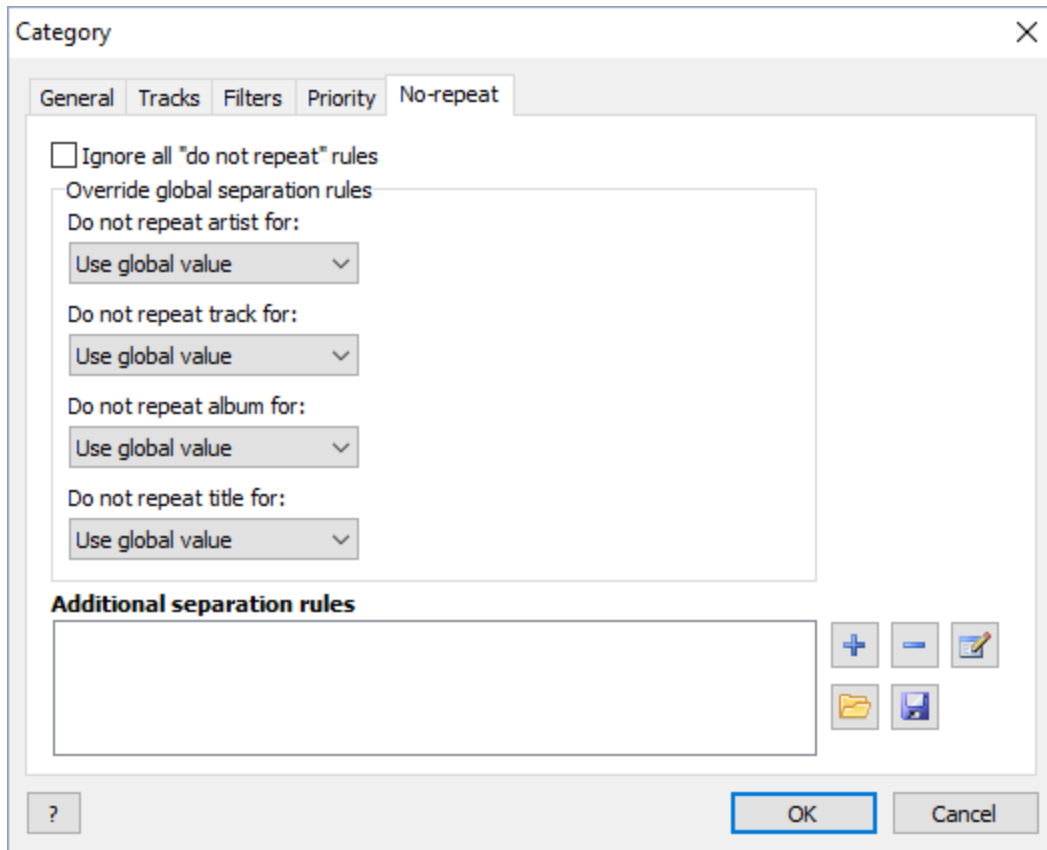 Category
General Tracks Filters Priority No-repeat
Ignore all "do not repeat" rules
Override global separation rules
Do not repeat artist for:
Use global value
Do not repeat track for:
Use global value
Do not repeat album for:
Use global value
Do not repeat title for:
Use global value
Additional separation rules
? OK Cancel